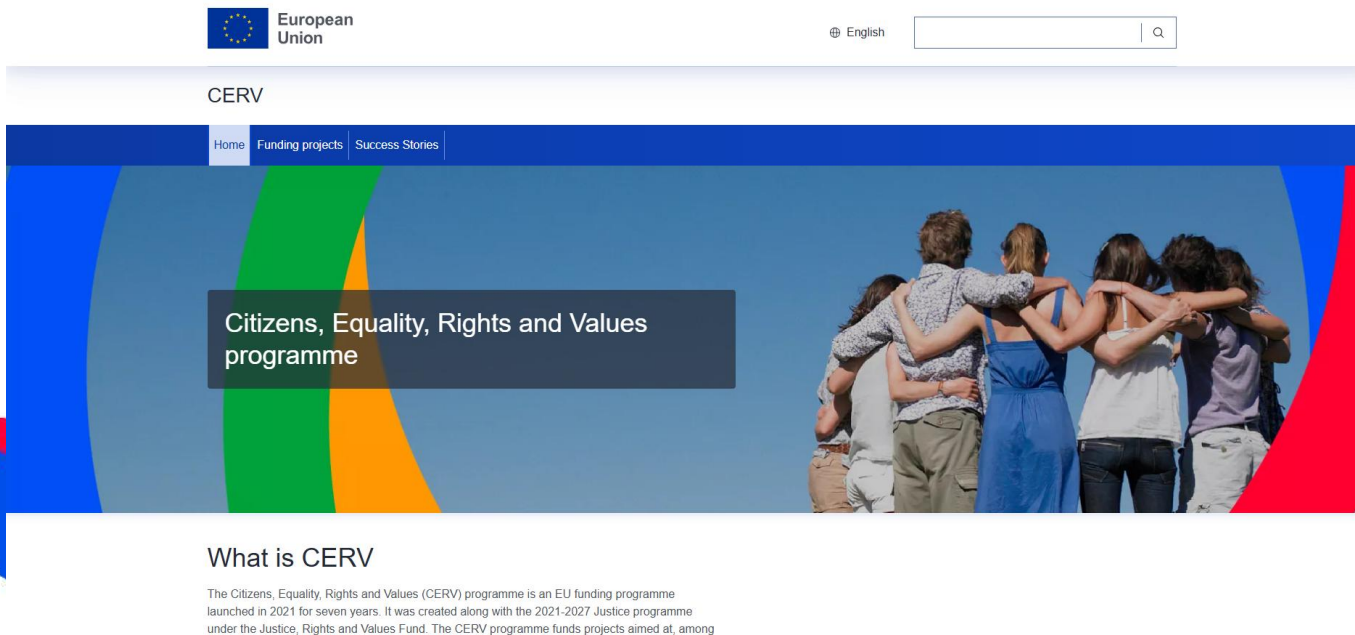 European
Union
English
CERV
Home Funding projects Success Stories
Citizens, Equality, Rights and Values
programme
What is CERV
The Citizens, Equality, Rights and Values (CERV) programme is an EU funding programme
launched in 2021 for seven years. It was created along with the 2021-2027 Justice programme
under the Justice, Rights and Values Fund. The CERV programme funds projects aimed at, among